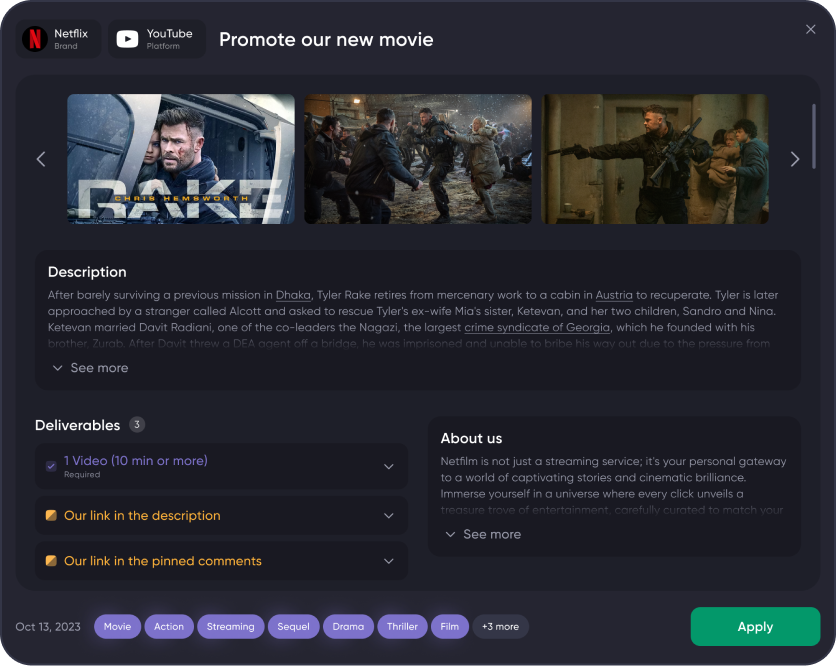 Netflix
Brand
YouTube
Platform
Promote our new movie
RAKE
CHRIS HEMSWORTH
Description
After barely surviving a previous mission in Dhaka, Tyler Rake retires from mercenary work to a cabin in Austria to recuperate. Tyler is later
approached by a stranger called Alcott and asked to rescue Tyler's ex-wife Mia's sister, Ketevan, and her two children, Sandro and Nina.
Ketevan married Davit Radiani, one of the co-leaders the Nagazi, the largest crime syndicate of Georgia, which he founded with his
brother, Zurab. After Davit threw a DEA agent off a bridge, he was imprisoned and unable to bribe his way out due to the pressure from
See more
Deliverables 3
1 Video (10 min or more)
Required
Our link in the description
Our link in the pinned comments
About us
Netfilm is not just a streaming service; it's your personal gateway
to a world of captivating stories and cinematic brilliance.
Immerse yourself in a universe where every click unveils a
treasure trove of entertainment, carefully curated to match your
See more
Oct 13, 2023
Movie
Action
Streaming
Sequel
Drama
Thriller
Film
+3 more
Apply